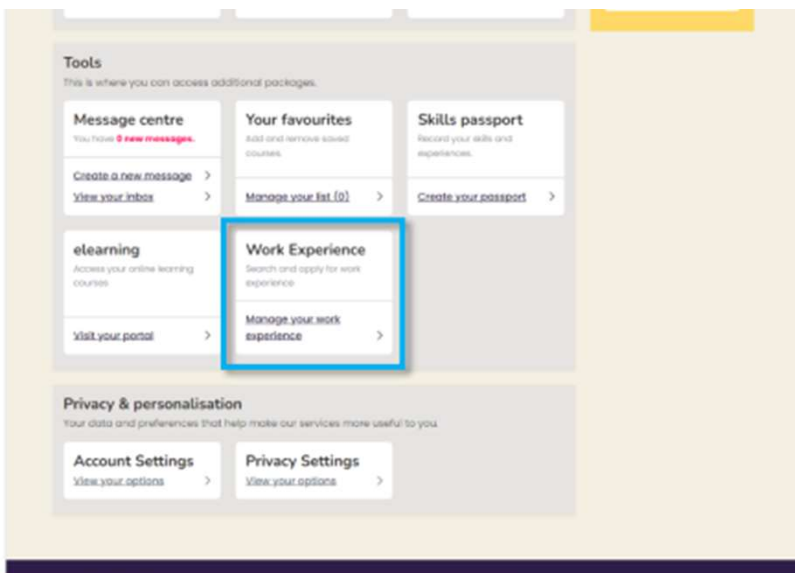 Tools
This is where you can access additional packages.
Message centre
You have 0 new messages.
Create a new message
View your inbox
Your favourites
Add and remove saved
courses.
Manage your list (0)
Skills passport
Record your skills and
experiences.
Create your passport
elearning
Access your online learning
courses
Visit your portal
Work Experience
Search and apply for work
experience
Manage your work
experience
Privacy & personalisation
Your data and preferences that help make our services more useful to you.
Account Settings
View your options
Privacy Settings
View your options